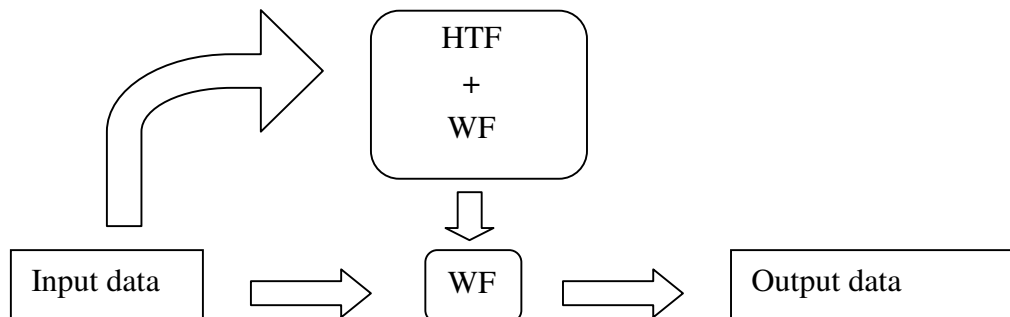 HTF
+
WF
Input data
WF
Output data